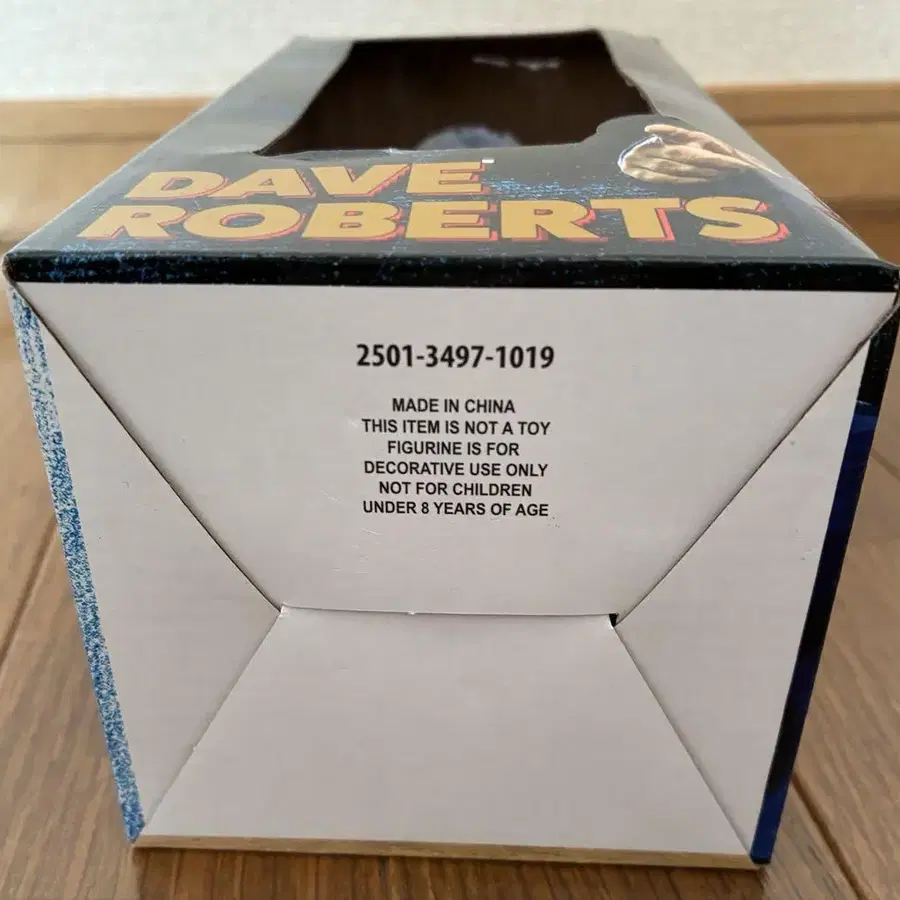 DAVE
ROBERTS
2501-3497-1019
MADE IN CHINA
THIS ITEM IS NOT A TOY
FIGURINE IS FOR
DECORATIVE USE ONLY
NOT FOR CHILDREN
UNDER 8 YEARS OF AGE